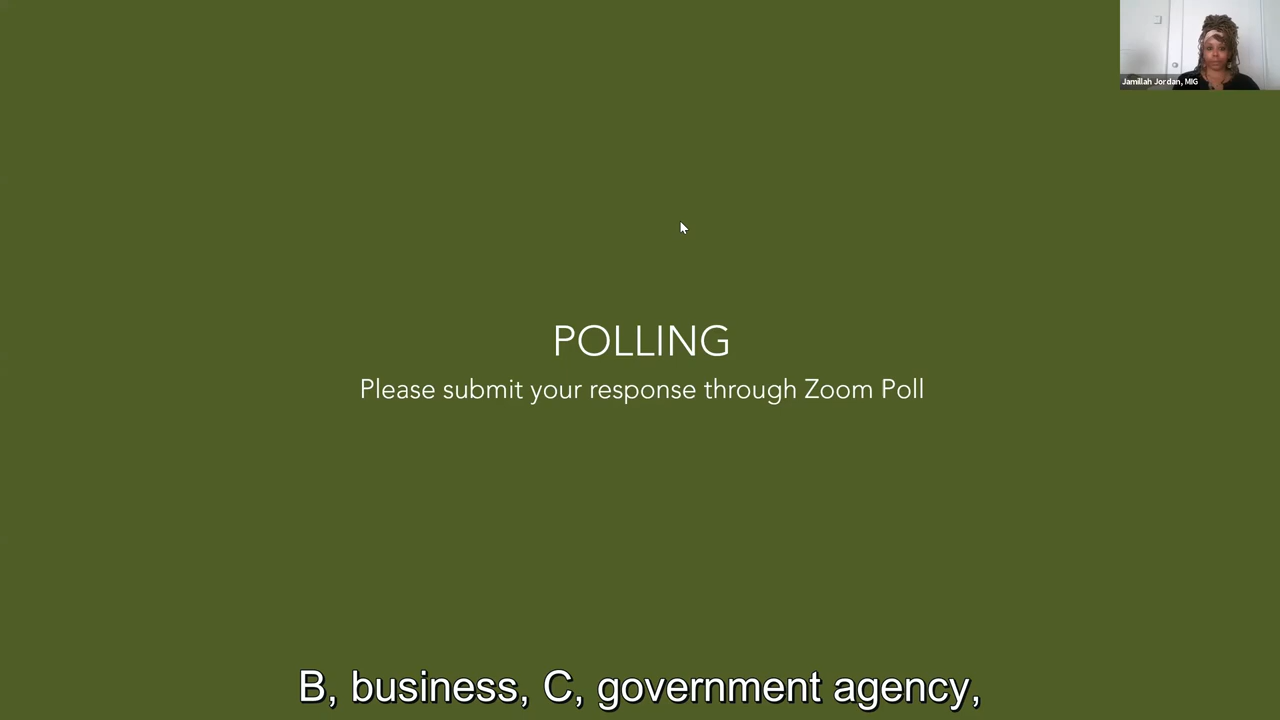 Jamillah Jordan, MIG
POLLING
Please submit your response through Zoom Poll
B, business, C, government agency,